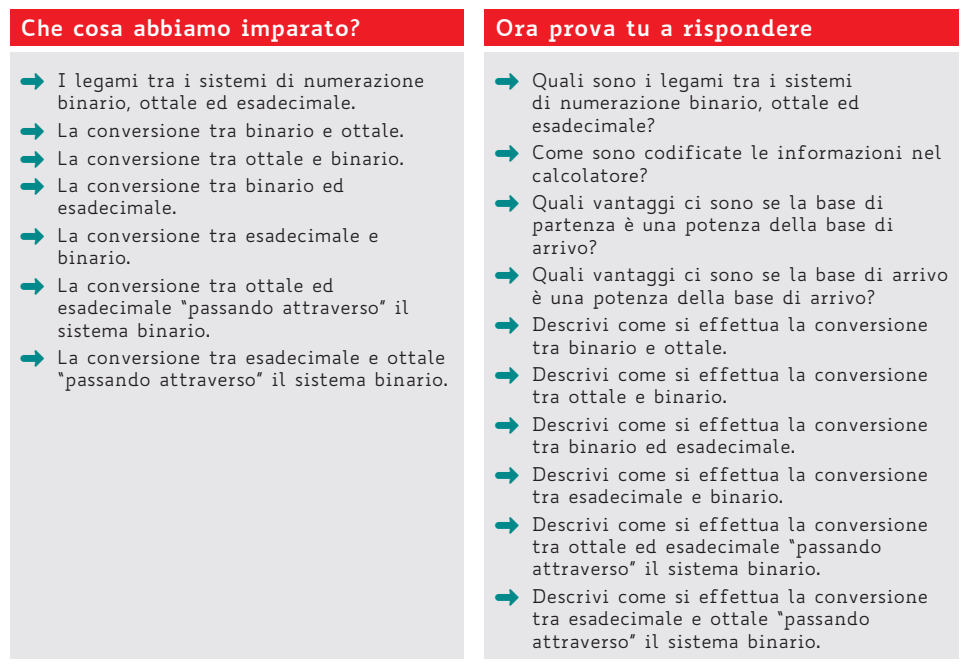 Che cosa abbiamo imparato?
➞ I legami tra i sistemi di numerazione
binario, ottale ed esadecimale.
➞ La conversione tra binario e ottale.
➞ La conversione tra ottale e binario.
➞ La conversione tra binario ed
esadecimale.
➞ La conversione tra esadecimale e
binario.
➞ La conversione tra ottale ed
esadecimale “passando attraverso” il
sistema binario.
➞ La conversione tra esadecimale e ottale
“passando attraverso” il sistema binario.
Ora prova tu a rispondere
➞ Quali sono i legami tra i sistemi
di numerazione binario, ottale ed
esadecimale?
➞ Come sono codificate le informazioni nel
calcolatore?
➞ Quali vantaggi ci sono se la base di
partenza è una potenza della base di
arrivo?
➞ Quali vantaggi ci sono se la base di arrivo
è una potenza della base di arrivo?
➞ Descrivi come si effettua la conversione
tra binario e ottale.
➞ Descrivi come si effettua la conversione
tra ottale e binario.
➞ Descrivi come si effettua la conversione
tra binario ed esadecimale.
➞ Descrivi come si effettua la conversione
tra esadecimale e binario.
➞ Descrivi come si effettua la conversione
tra ottale ed esadecimale “passando
attraverso” il sistema binario.
➞ Descrivi come si effettua la conversione
tra esadecimale e ottale “passando
attraverso” il sistema binario.